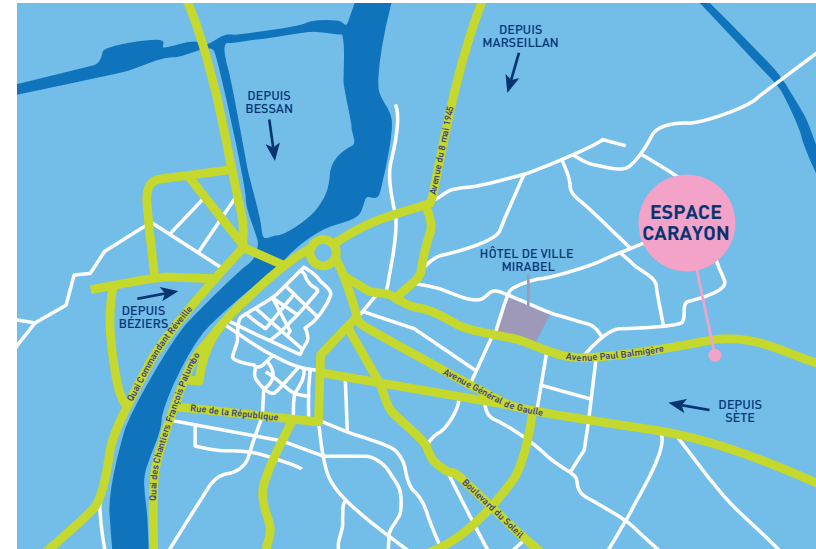 DEPUIS
MARSEILLAN
DEPUIS
BESSAN
Avenue du 8 mai 1945
ESPACE
CARAYON
HÔTEL DE VILLE
MIRABEL
DEPUIS
BÉZIERS
Quai Commandant Réveille
Quai des Chantiers François Palumbo
Avenue Paul Balmigère
Avenue Général de Gaulle
Rue de la République
DEPUIS
SÈTE
Boulevard du Soleil